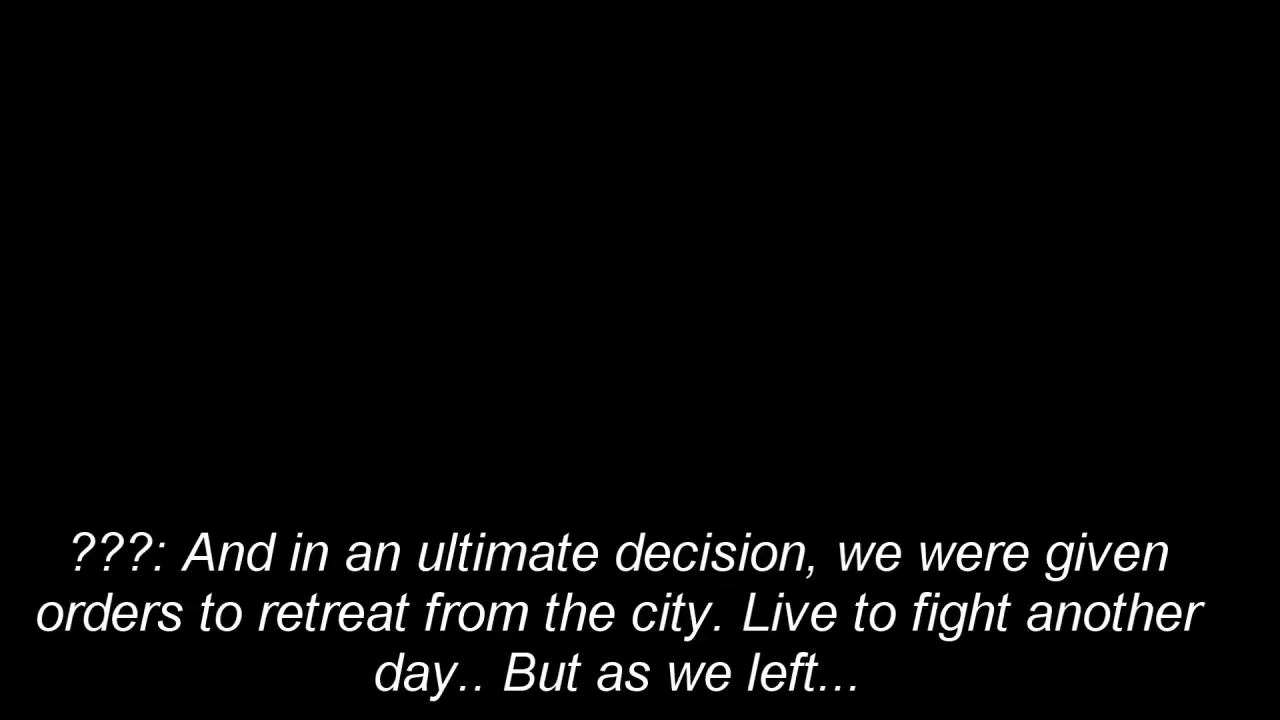 ???: And in an ultimate decision, we were given
orders to retreat from the city. Live to fight another
day.. But as we left...